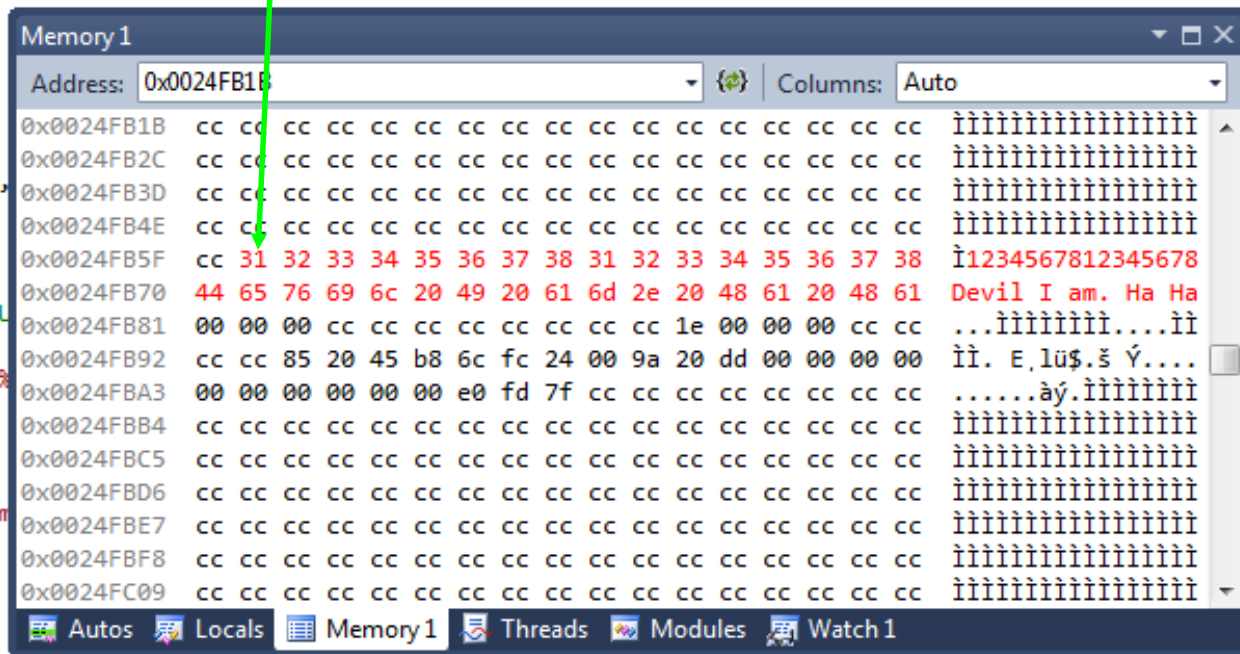 Memory 1
Address: 0x0024FB1B Columns: Auto
0x0024FB1B cc cc cc cc cc cc cc cc cc cc cc cc cc cc cc cc cc ÌÌÌÌÌÌÌÌÌÌÌÌÌÌÌÌÌ
0x0024FB2C cc cc cc cc cc cc cc cc cc cc cc cc cc cc cc cc cc ÌÌÌÌÌÌÌÌÌÌÌÌÌÌÌÌÌ
0x0024FB3D cc cc cc cc cc cc cc cc cc cc cc cc cc cc cc cc cc ÌÌÌÌÌÌÌÌÌÌÌÌÌÌÌÌÌ
0x0024FB4E cc cc cc cc cc cc cc cc cc cc cc cc cc cc cc cc cc ÌÌÌÌÌÌÌÌÌÌÌÌÌÌÌÌÌ
0x0024FB5F cc 31 32 33 34 35 36 37 38 31 32 33 34 35 36 37 38 Ì1234567812345678
0x0024FB70 44 65 76 69 6c 20 49 20 61 6d 2e 20 48 61 20 48 61 Devil I am. Ha Ha
0x0024FB81 00 00 00 cc cc cc cc cc cc cc cc 1e 00 00 00 cc cc ...ÌÌÌÌÌÌÌÌ....ÌÌ
0x0024FB92 cc cc 85 20 45 b8 6c fc 24 00 9a 20 dd 00 00 00 00 ÌÌ. E¸lü$.š Ý....
0x0024FBA3 00 00 00 00 00 00 e0 fd 7f cc cc cc cc cc cc cc cc ......àý.ÌÌÌÌÌÌÌÌ
0x0024FBB4 cc cc cc cc cc cc cc cc cc cc cc cc cc cc cc cc cc ÌÌÌÌÌÌÌÌÌÌÌÌÌÌÌÌÌ
0x0024FBC5 cc cc cc cc cc cc cc cc cc cc cc cc cc cc cc cc cc ÌÌÌÌÌÌÌÌÌÌÌÌÌÌÌÌÌ
0x0024FBD6 cc cc cc cc cc cc cc cc cc cc cc cc cc cc cc cc cc ÌÌÌÌÌÌÌÌÌÌÌÌÌÌÌÌÌ
0x0024FBE7 cc cc cc cc cc cc cc cc cc cc cc cc cc cc cc cc cc ÌÌÌÌÌÌÌÌÌÌÌÌÌÌÌÌÌ
0x0024FBF8 cc cc cc cc cc cc cc cc cc cc cc cc cc cc cc cc cc ÌÌÌÌÌÌÌÌÌÌÌÌÌÌÌÌÌ
0x0024FC09 cc cc cc cc cc cc cc cc cc cc cc cc cc cc cc cc cc ÌÌÌÌÌÌÌÌÌÌÌÌÌÌÌÌÌ
Autos Locals Memory 1 Threads Modules Watch 1